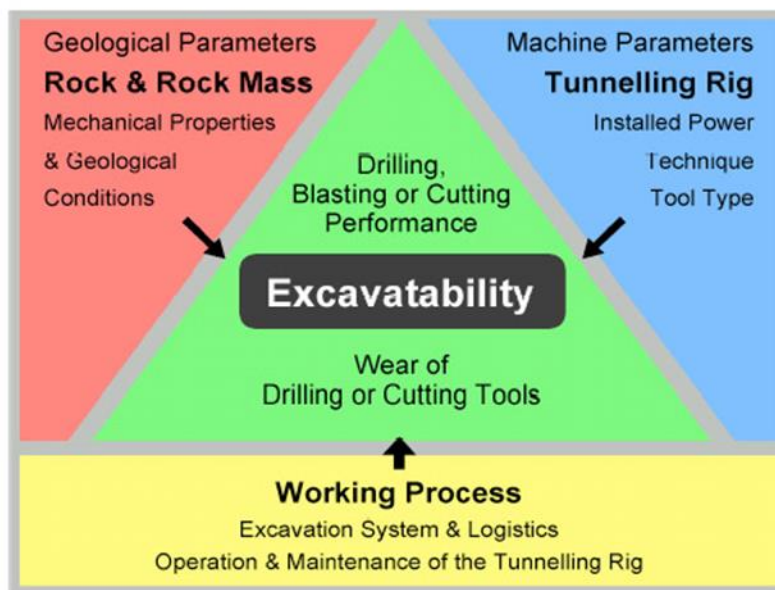 Geological Parameters
Rock & Rock Mass
Mechanical Properties
& Geological
Conditions
Machine Parameters
Tunnelling Rig
Installed Power
Technique
Tool Type
Drilling,
Blasting or Cutting
Performance
Excavatability
Wear of
Drilling or Cutting Tools
Working Process
Excavation System & Logistics
Operation & Maintenance of the Tunnelling Rig